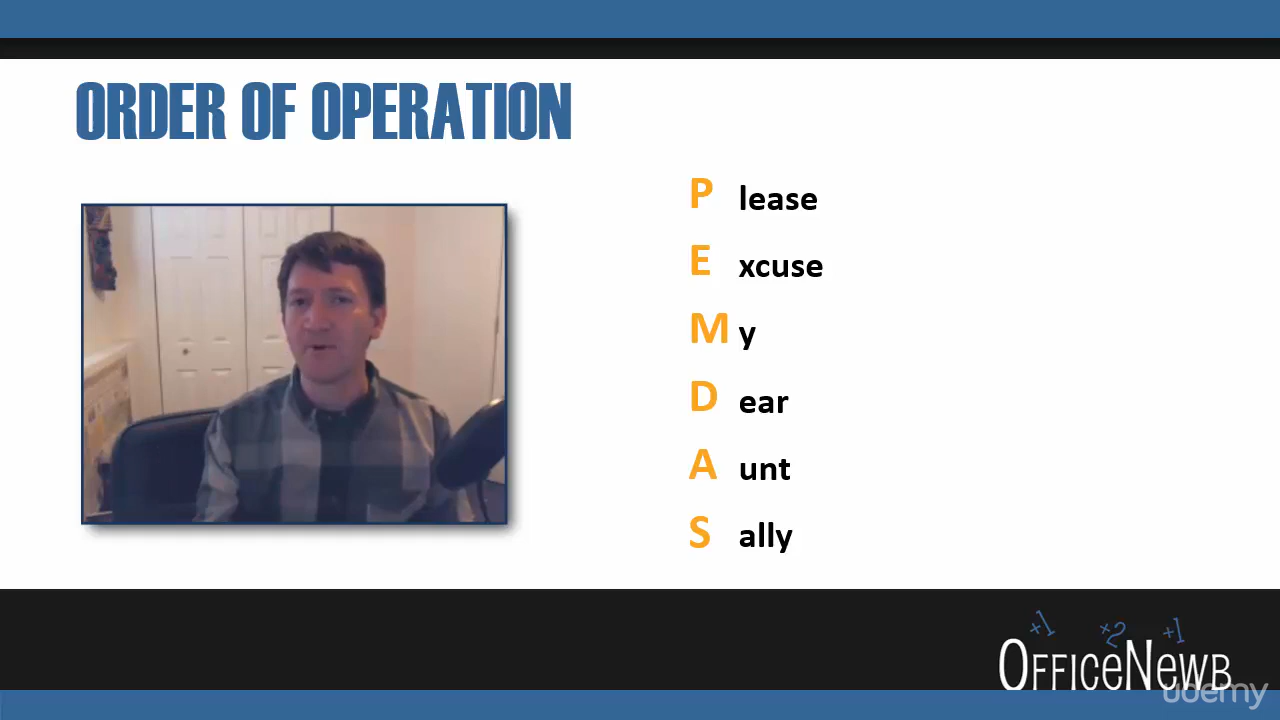 ORDER OF OPERATION
P lease
E xcuse
M y
D ear
A unt
S ally
+1 ×2 +1
OFFICENEWB
udemy